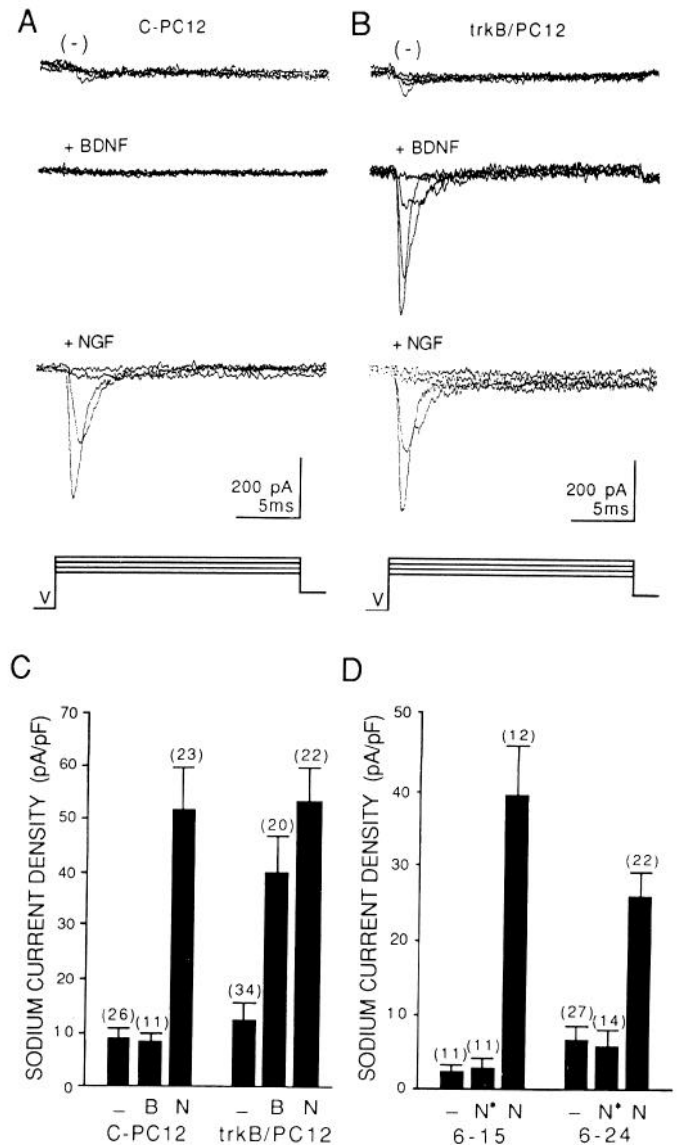 A
C-PC12
(-)
+ BDNF
+ NGF
200 pA
5ms
V
B
trkB/PC12
(-)
+ BDNF
+ NGF
200 pA
5ms
V
C
SODIUM CURRENT DENSITY (pA/pF)
70
60
50
40
30
20
10
0
(26)
(11)
(23)
(34)
(20)
(22)
– B N – B N
C-PC12 trkB/PC12
D
SODIUM CURRENT DENSITY (pA/pF)
50
40
30
20
10
0
(11)
(11)
(12)
(27)
(14)
(22)
– N* N – N* N
6-15 6-24